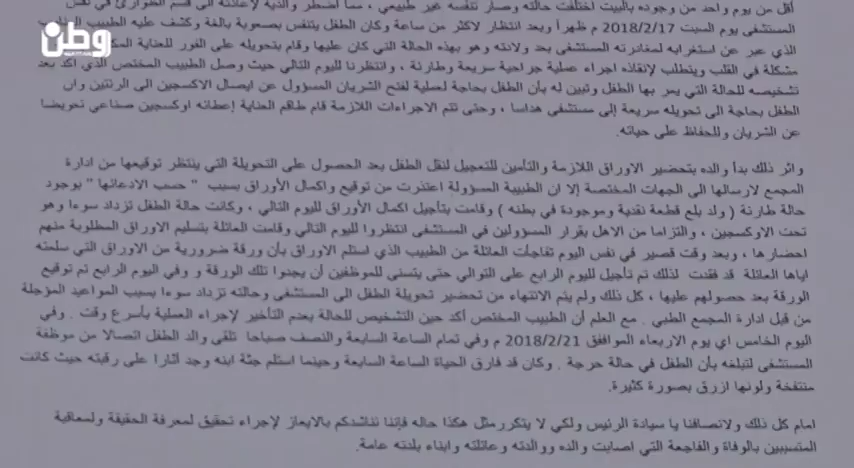 وطن
أقل من يوم واحد من وجوده بالبيت اختلفت حالته وصار تنفسه غير طبيعي ، مما اضطر والدية لإعادته الى قسم الطوارئ في نفس
المستشفى يوم السبت 2018/2/17 م ظهراً وبعد انتظار لاكثر من ساعة وكان الطفل يتنفس بصعوبة بالغة وكشف عليه الطبيب
الذي عبر عن استغرابه لمغادرته المستشفى بعد ولادته وهو بهذه الحالة التي كان عليها وقام بتحويله على الفور للعناية
مشكلة في القلب ويتطلب لإنقاذه اجراء عملية جراحية سريعة وطارئة ، وانتظرنا لليوم التالي حيث وصل الطبيب المختص الذي اكد بعد
تشخيصه للحالة التي يمر بها الطفل وتبين له بأن الطفل بحاجة لعملية لفتح الشريان المسؤول عن ايصال الاكسجين الى الرئتين وان
الطفل بحاجة الى تحويله سريعة إلى مستشفى هداسا ، وحتى تتم الاجراءات اللازمة قام طاقم العناية إعطائه اوكسجين صناعي تعويضا
عن الشريان وللحفاظ على حياته.
واثر ذلك بدأ والده بتحضير الاوراق اللازمة والتأمين للتعجيل لنقل الطفل بعد الحصول على التحويلة التي ينتظر توقيعها من ادارة
المجمع لارسالها الى الجهات المختصة إلا ان الطبيبة المسؤولة اعتذرت من توقيع واكمال الأوراق بسبب " حسب الادعائها " بوجود
حالة طارئة ( ولد بلع قطعة نقدية وموجودة في بطنه ) وقامت بتأجيل اكمال الأوراق لليوم التالي ، وكانت حالة الطفل تزداد سوءا وهو
تحت الاوكسجين ، والتزاما من الاهل بقرار المسؤولين في المستشفى انتظروا لليوم التالي وقامت العائلة بتسليم الاوراق المطلوبة منهم
احضارها ، وبعد وقت قصير في نفس اليوم تفاجأت العائلة من الطبيب الذي استلم الاوراق بأن ورقة ضرورية من الاوراق التي سلمته
اياها العائلة قد فقدت لذلك تم تأجيل لليوم الرابع على التوالي حتى يتسنى للموظفين أن يجدوا تلك الورقة و وفي اليوم الرابع تم توقيع
الورقة بعد حصولهم عليها ، كل ذلك ولم يتم الانتهاء من تحضير تحويلة الطفل الى المستشفى وحالته تزداد سوءا بسبب المواعيد المؤجلة
من قبل ادارة المجمع الطبي . مع العلم أن الطبيب المختص أكد حين التشخيص للحالة بعدم التأخير لإجراء العملية بأسرع وقت . وفي
اليوم الخامس اي يوم الاربعاء الموافق 2018/2/21 م وفي تمام الساعة السابعة والنصف صباحا تلقى والد الطفل اتصالا من موظفة
المستشفى لتبلغه بأن الطفل في حالة حرجة . وكان قد فارق الحياة الساعة السابعة وحينما استلم جثة ابنه وجد آثارا على رقبته حيث كانت
منتفخة ولونها ازرق بصورة كثيرة.
امام كل ذلك ولانصافنا يا سيادة الرئيس ولكي لا يتكرر مثل هكذا حاله فإننا نناشدكم بالايعاز لإجراء تحقيق لمعرفة الحقيقة ولمعاقبة
المتسببين بالوفاة والفاجعة التي اصابت والده ووالدته وعائلته وابناء بلدته عامة.